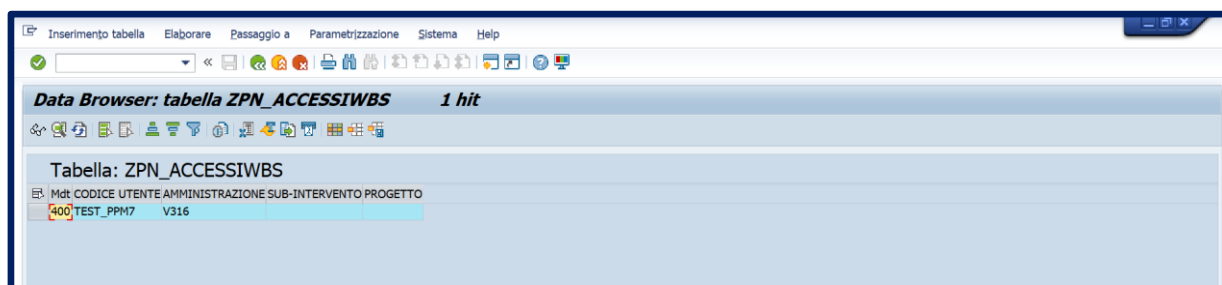 Inserimento tabella Elaborare Passaggio a Parametrizzazione Sistema Help
Data Browser: tabella ZPN_ACCESSIWBS 1 hit
Tabella: ZPN_ACCESSIWBS
Mdt CODICE UTENTE AMMINISTRAZIONE SUB-INTERVENTO PROGETTO
400 TEST_PPM7 V316